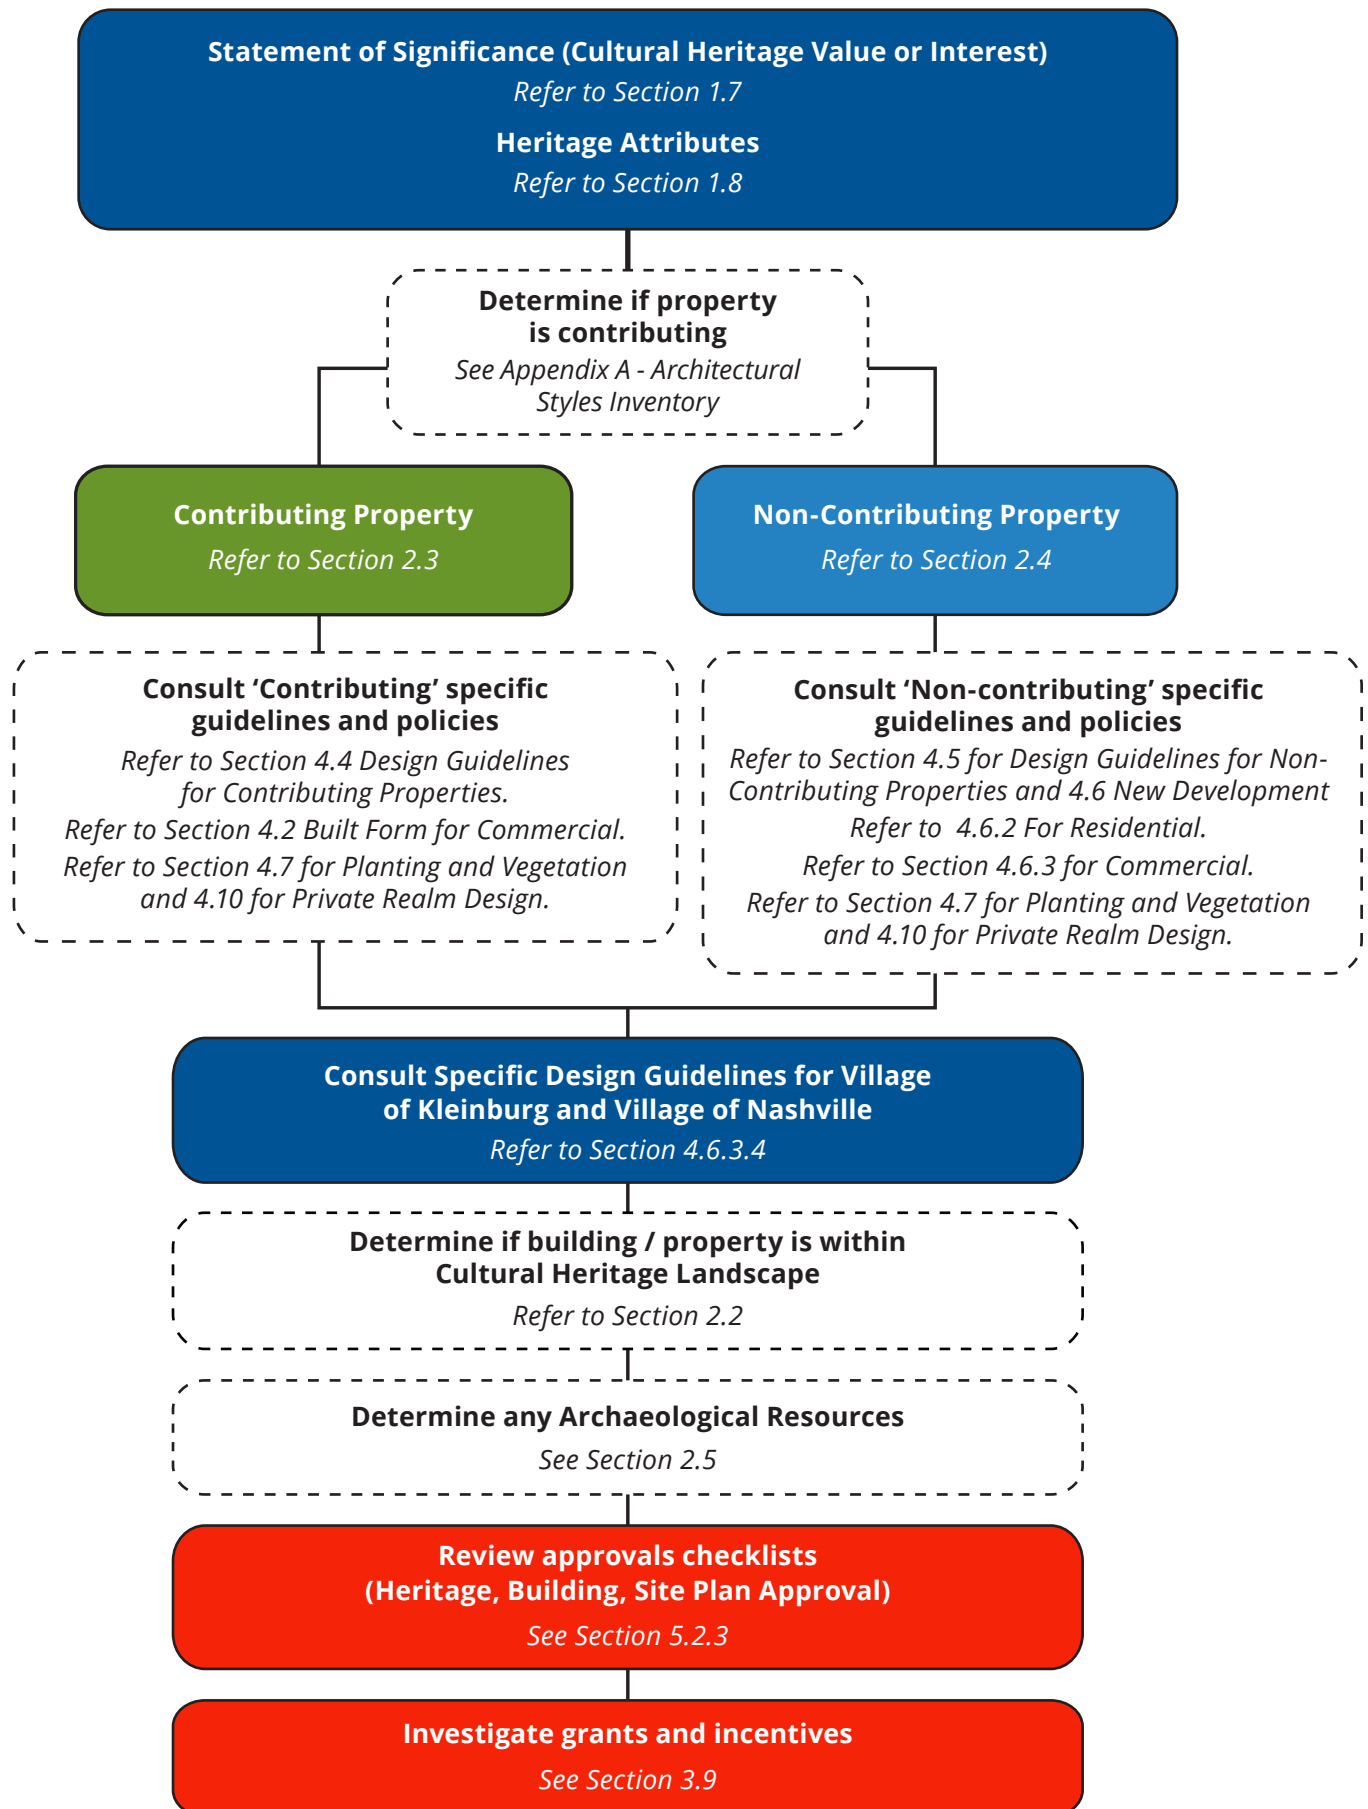 Statement of Significance (Cultural Heritage Value or Interest)
Refer to Section 1.7
Heritage Attributes
Refer to Section 1.8
Determine if property
is contributing
See Appendix A - Architectural
Styles Inventory
Contributing Property
Refer to Section 2.3
Non-Contributing Property
Refer to Section 2.4
Consult ‘Contributing’ specific
guidelines and policies
Refer to Section 4.4 Design Guidelines
for Contributing Properties.
Refer to Section 4.2 Built Form for Commercial.
Refer to Section 4.7 for Planting and Vegetation
and 4.10 for Private Realm Design.
Consult ‘Non-contributing’ specific
guidelines and policies
Refer to Section 4.5 for Design Guidelines for Non-
Contributing Properties and 4.6 New Development
Refer to  4.6.2 For Residential.
Refer to Section 4.6.3 for Commercial.
Refer to Section 4.7 for Planting and Vegetation
and 4.10 for Private Realm Design.
Consult Specific Design Guidelines for Village
of Kleinburg and Village of Nashville
Refer to Section 4.6.3.4
Determine if building / property is within
Cultural Heritage Landscape
Refer to Section 2.2
Determine any Archaeological Resources
See Section 2.5
Review approvals checklists
(Heritage, Building, Site Plan Approval)
See Section 5.2.3
Investigate grants and incentives
See Section 3.9